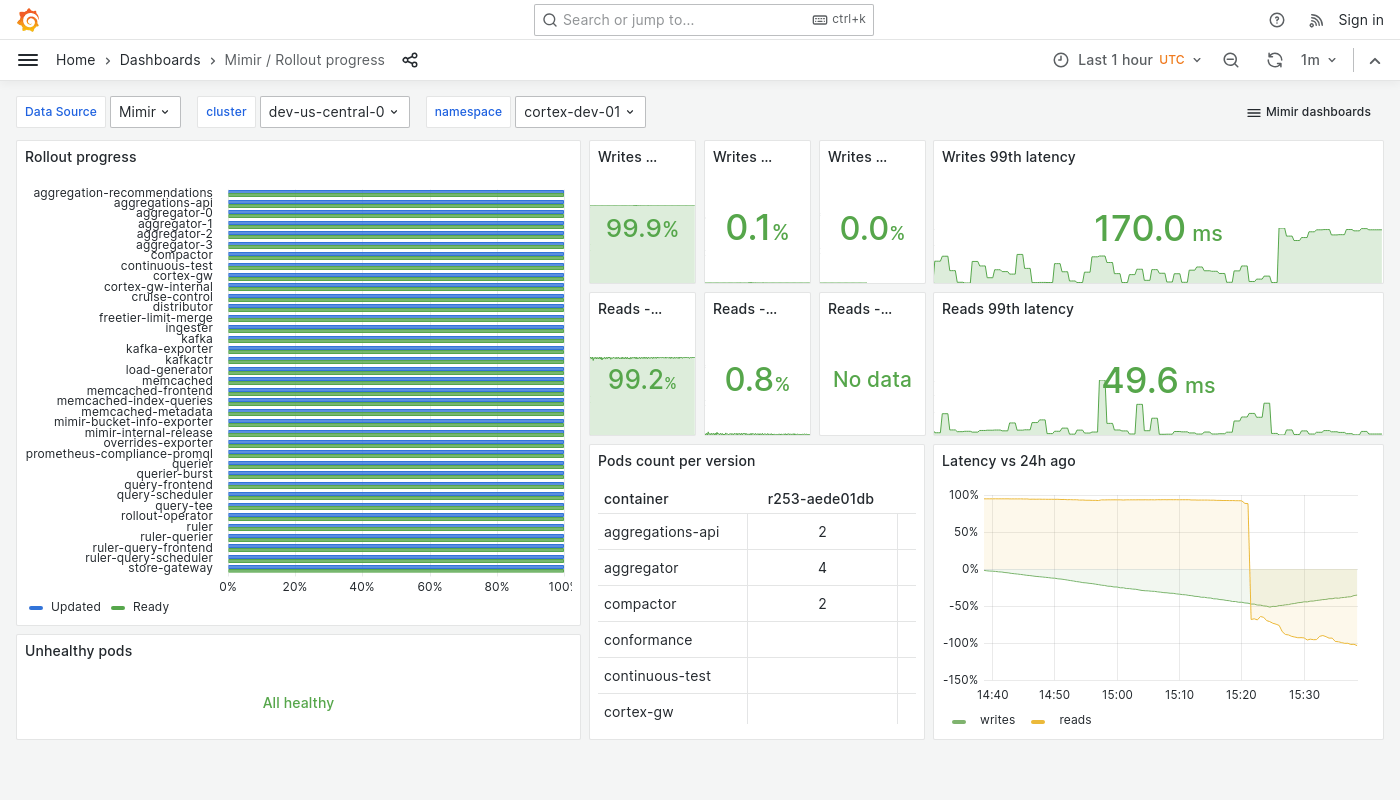 Search or jump to...
ctrl+k
Sign in
Home
Dashboards
Mimir / Rollout progress
Last 1 hour UTC
1m
Data Source
Mimir
cluster
dev-us-central-0
namespace
cortex-dev-01
Mimir dashboards
Rollout progress
aggregation-recommendations
aggregations-api
aggregator-0
aggregator-1
aggregator-2
aggregator-3
compactor
continuous-test
cortex-gw
cortex-gw-internal
cruise-control
distributor
freetier-limit-merge
ingester
kafka
kafka-exporter
kafkactr
load-generator
memcached
memcached-frontend
memcached-index-queries
memcached-metadata
mimir-bucket-info-exporter
mimir-internal-release
overrides-exporter
prometheus-compliance-promql
querier
querier-burst
query-frontend
query-scheduler
query-tee
rollout-operator
ruler
ruler-querier
ruler-query-frontend
ruler-query-scheduler
store-gateway
0% 20% 40% 60% 80% 100%
Updated Ready
Unhealthy pods
All healthy
Writes ...
99.9%
Writes ...
0.1%
Writes ...
0.0%
Writes 99th latency
170.0 ms
Reads -...
99.2%
Reads -...
0.8%
Reads -...
No data
Reads 99th latency
49.6 ms
Pods count per version
container r253-aede01db
aggregations-api 2
aggregator 4
compactor 2
conformance
continuous-test
cortex-gw
Latency vs 24h ago
100%
50%
0%
-50%
-100%
-150%
14:40 14:50 15:00 15:10 15:20 15:30
writes reads